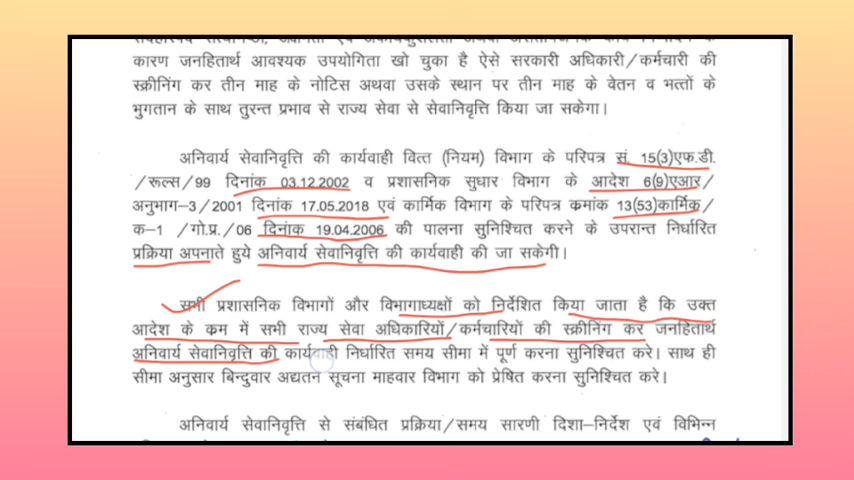 कारण जनहितार्थ आवश्यक उपयोगिता खो चुका है ऐसे सरकारी अधिकारी/कर्मचारी की
स्क्रीनिंग कर तीन माह के नोटिस अथवा उसके स्थान पर तीन माह के वेतन व भत्तों के
भुगतान के साथ तुरन्त प्रभाव से राज्य सेवा से सेवानिवृत्ति किया जा सकेगा।
अनिवार्य सेवानिवृत्ति की कार्यवाही वित्त (नियम) विभाग के परिपत्र सं. 15(3)एफ.डी.
/रूल्स/99 दिनांक 03.12.2002 व प्रशासनिक सुधार विभाग के आदेश 6(9)एआर/
अनुभाग-3/2001 दिनांक 17.05.2018 एवं कार्मिक विभाग के परिपत्र कमांक 13(53)कार्मिक/
क-1 /गो.प्र./06 दिनांक 19.04.2006 की पालना सुनिश्चित करने के उपरान्त निर्धारित
प्रक्रिया अपनाते हुये अनिवार्य सेवानिवृत्ति की कार्यवाही की जा सकेगी।
सभी प्रशासनिक विभागों और विभागाध्यक्षों को निर्देशित किया जाता है कि उक्त
आदेश के कम में सभी राज्य सेवा अधिकारियों/कर्मचारियों की स्क्रीनिंग कर जनहितार्थ
अनिवार्य सेवानिवृत्ति की कार्यवाही निर्धारित समय सीमा में पूर्ण करना सुनिश्चित करे। साथ ही
सीमा अनुसार बिन्दुवार अद्यतन सूचना माहवार विभाग को प्रेषित करना सुनिश्चित करे।
अनिवार्य सेवानिवृत्ति से संबंधित प्रक्रिया/समय सारणी दिशा-निर्देश एवं विभिन्न